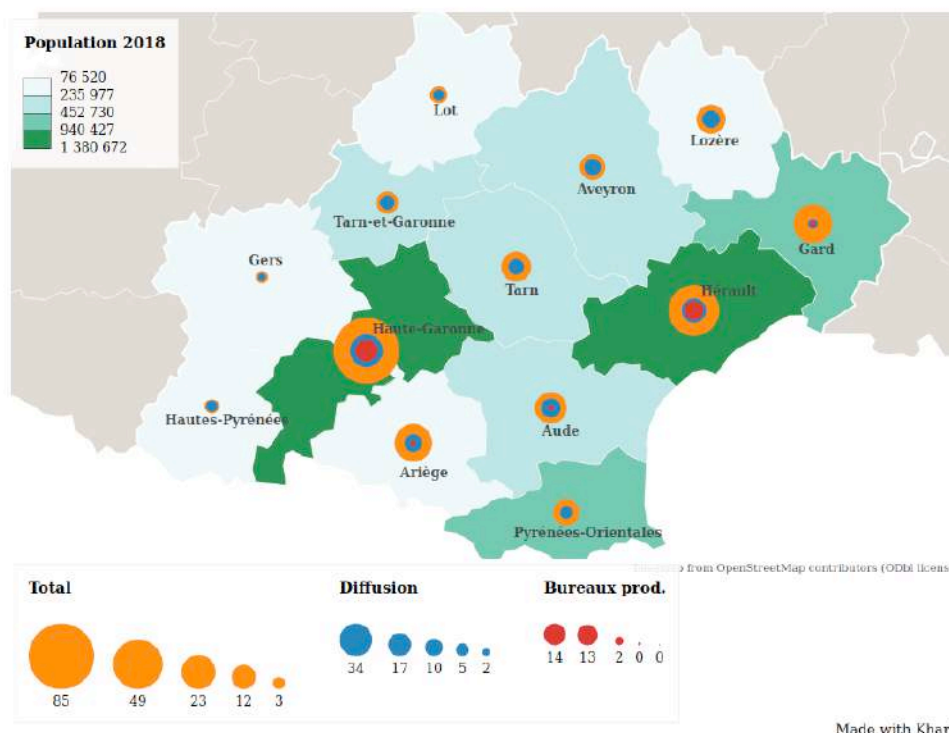 Population 2018
76 520
235 977
452 730
940 427
1 380 672
Lot
Lozère
Aveyron
Tarn-et-Garonne
Gard
Gers
Tarn
Hérault
Haute-Garonne
Hautes-Pyrénées
Aude
Ariège
Pyrénées-Orientales
from OpenStreetMap contributors (ODbl licens
Total
Diffusion
Bureaux prod.
85 49 23 12 3
34 17 10 5 2
14 13 2 0 0
Made with Khar